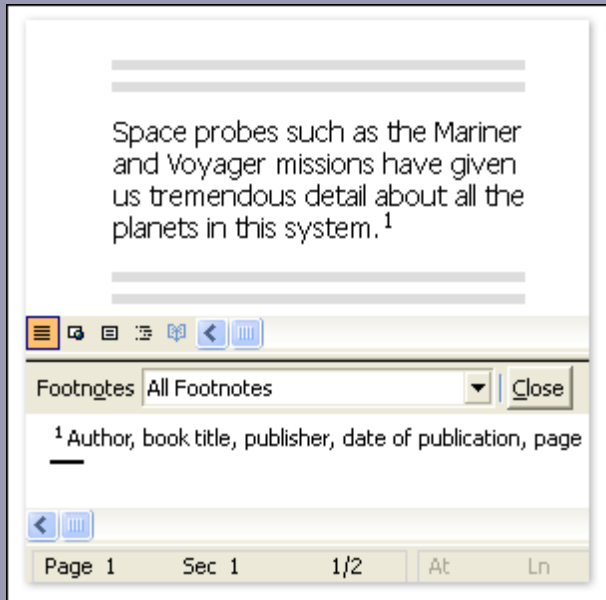 Space probes such as the Mariner
and Voyager missions have given
us tremendous detail about all the
planets in this system.1
Footnotes All Footnotes Close
1 Author, book title, publisher, date of publication, page
Page 1 Sec 1 1/2 At Ln